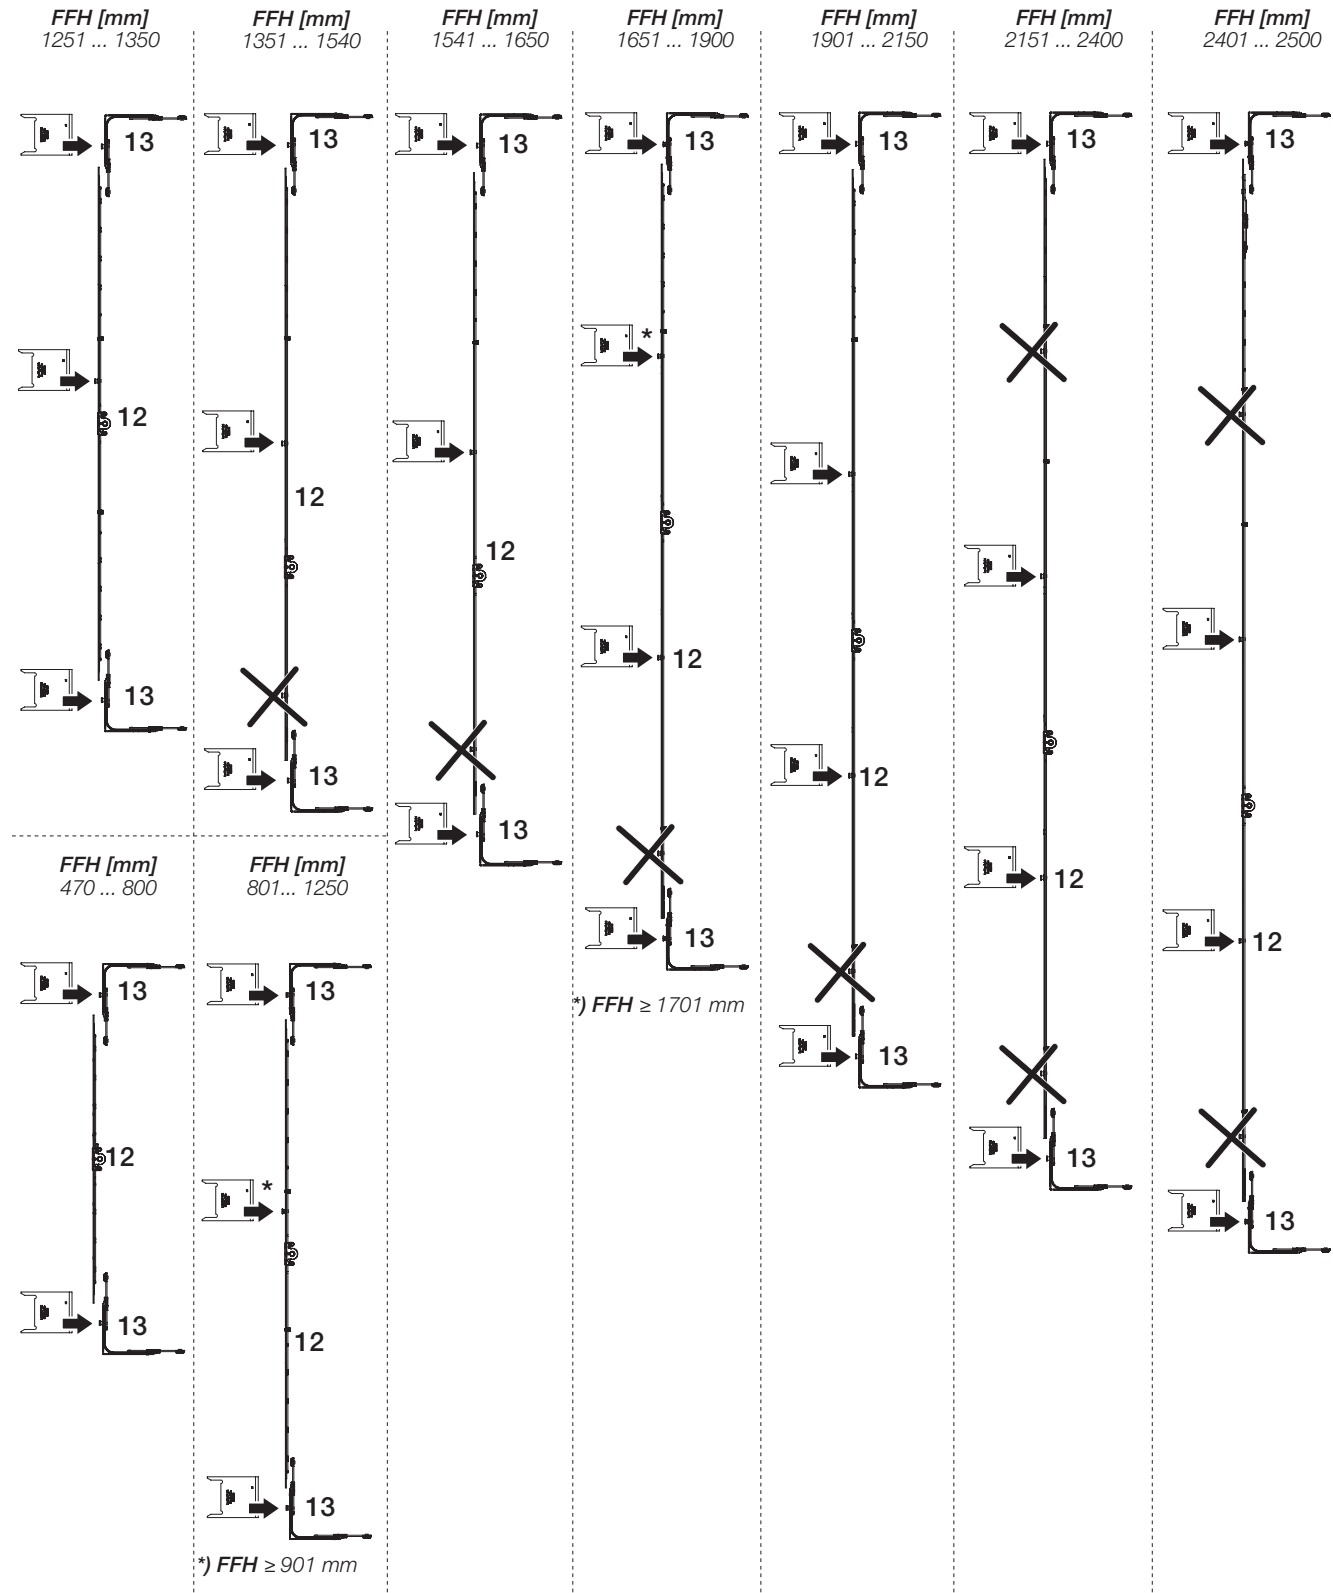 FFH [mm]
1251 ... 1350
13
12
13
FFH [mm]
1351 ... 1540
13
12
13
FFH [mm]
1541 ... 1650
13
12
13
FFH [mm]
1651 ... 1900
13
*
12
13
*) FFH ≥ 1701 mm
FFH [mm]
1901 ... 2150
13
12
13
FFH [mm]
2151 ... 2400
13
12
13
FFH [mm]
2401 ... 2500
13
12
13
FFH [mm]
470 ... 800
13
12
13
FFH [mm]
801... 1250
13
*
12
13
*) FFH ≥ 901 mm